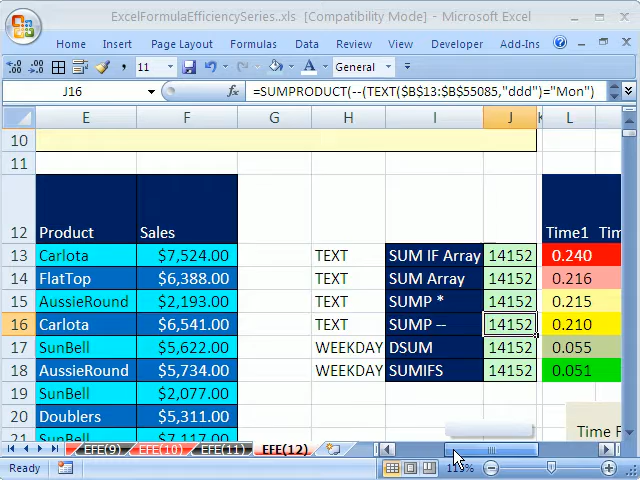 ExcelFormulaEfficiencySeries.xls [Compatibility Mode] - Microsoft Excel
Home Insert Page Layout Formulas Data Review View Developer Add-Ins
11 General
J16 fx =SUMPRODUCT(--(TEXT($B$13:$B$55085,"ddd")="Mon")
E F G H I J K L
10
11
12 Product Sales Time1
13 Carlota $7,524.00 TEXT SUM IF Array 14152 0.240
14 FlatTop $6,388.00 TEXT SUM Array 14152 0.216
15 AussieRound $2,193.00 TEXT SUMP * 14152 0.215
16 Carlota $6,541.00 TEXT SUMP -- 14152 0.210
17 SunBell $5,622.00 WEEKDAY DSUM 14152 0.055
18 AussieRound $5,734.00 WEEKDAY SUMIFS 14152 0.051
19 SunBell $2,077.00
20 Doublers $5,311.00
21 SunBell $7,117.00 Time F
EFE(9) EFE(10) EFE(11) EFE(12)
Ready